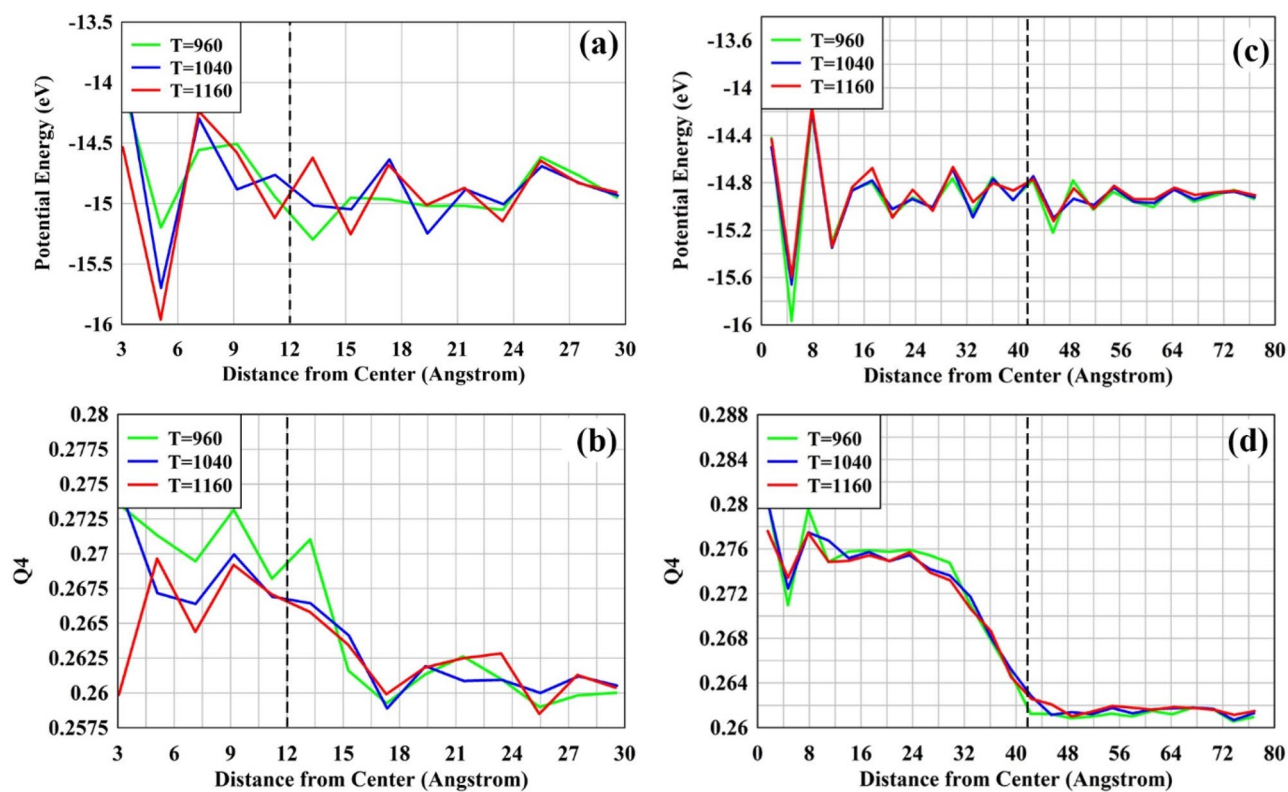 -13.5
-14
-14.5
-15
-15.5
-16
Potential Energy (eV)
T=960
T=1040
T=1160
(a)
3 6 9 12 15 18 21 24 27 30
Distance from Center (Angstrom)
-13.6
-14
-14.4
-14.8
-15.2
-15.6
-16
Potential Energy (eV)
T=960
T=1040
T=1160
(c)
0 8 16 24 32 40 48 56 64 72 80
Distance from Center (Angstrom)
0.28
0.2775
0.275
0.2725
0.27
0.2675
0.265
0.2625
0.26
0.2575
Q4
T=960
T=1040
T=1160
(b)
3 6 9 12 15 18 21 24 27 30
Distance from Center (Angstrom)
0.288
0.284
0.28
0.276
0.272
0.268
0.264
0.26
Q4
T=960
T=1040
T=1160
(d)
0 8 16 24 32 40 48 56 64 72 80
Distance from Center (Angstrom)